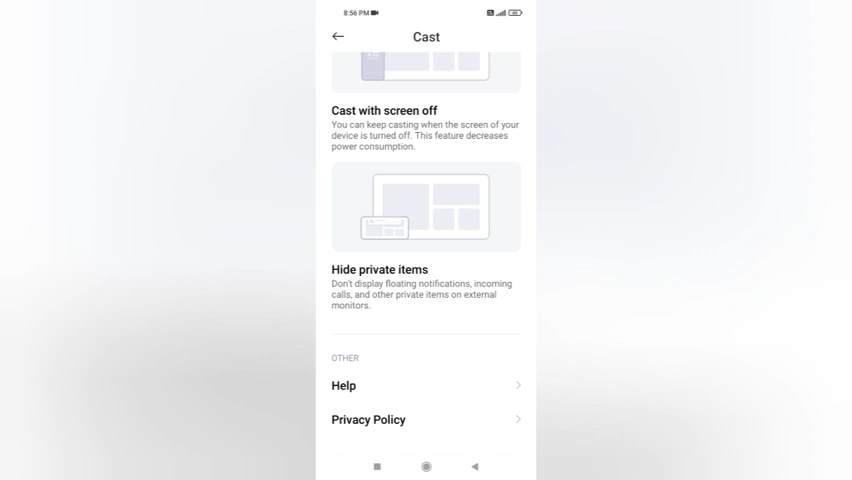 8:56 PM
Cast
Cast with screen off
You can keep casting when the screen of your
device is turned off. This feature decreases
power consumption.
Hide private items
Don't display floating notifications, incoming
calls, and other private items on external
monitors.
OTHER
Help
Privacy Policy